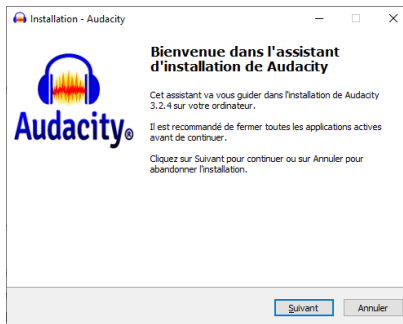 Installation - Audacity
Bienvenue dans l'assistant
d'installation de Audacity
Cet assistant va vous guider dans l'installation de Audacity
3.2.4 sur votre ordinateur.
Il est recommandé de fermer toutes les applications actives
avant de continuer.
Cliquez sur Suivant pour continuer ou sur Annuler pour
abandonner l'installation.
Audacity®
Suivant
Annuler